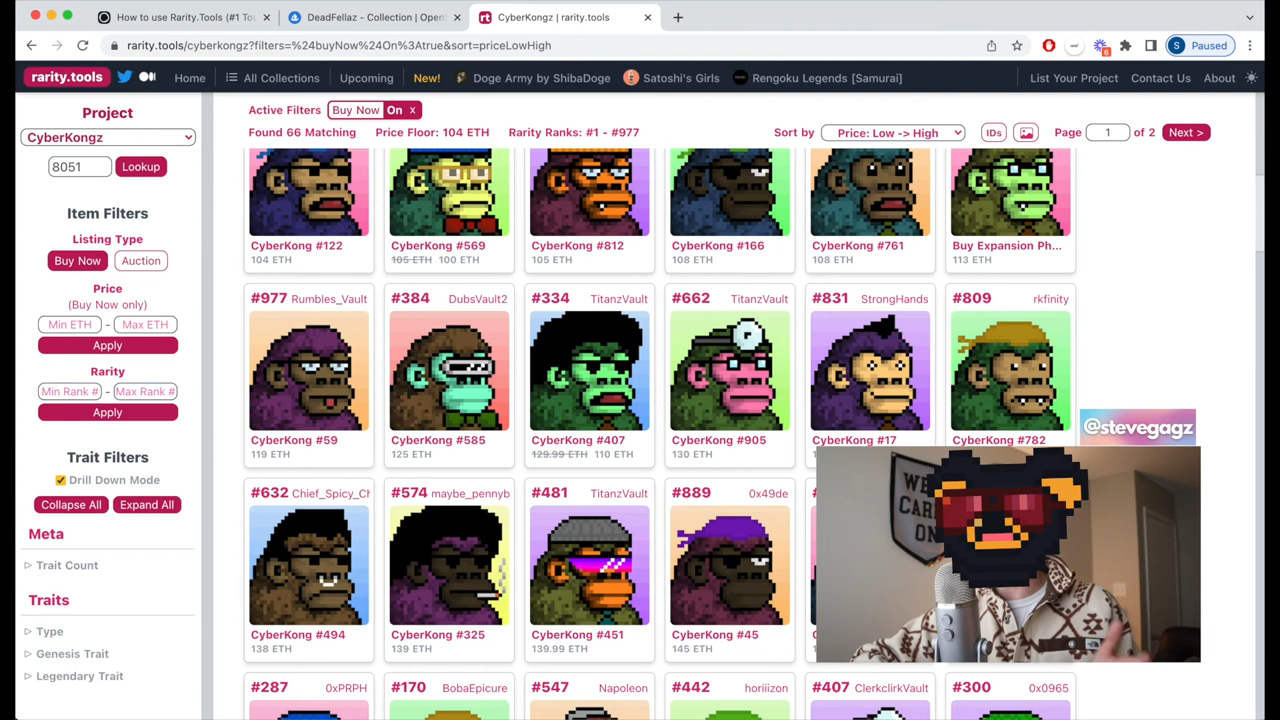 How to use Rarity.Tools (#1 Too
DeadFellaz - Collection | Open
CyberKongz | rarity.tools
rarity.tools/cyberkongz?filters=%24buyNow%24On%3Atrue&sort=priceLowHigh
6
S Paused
rarity.tools Home All Collections Upcoming New! Doge Army by ShibaDoge Satoshi's Girls Rengoku Legends [Samurai] List Your Project Contact Us About
Project
CyberKongz
8051 Lookup
Item Filters
Listing Type
Buy Now Auction
Price
(Buy Now only)
Min ETH - Max ETH
Apply
Rarity
Min Rank # - Max Rank #
Apply
Trait Filters
Drill Down Mode
Collapse All Expand All
Meta
Trait Count
Traits
Type
Genesis Trait
Legendary Trait
Active Filters Buy Now On x
Found 66 Matching Price Floor: 104 ETH Rarity Ranks: #1 - #977
Sort by Price: Low -> High IDs Page 1 of 2 Next >
CyberKong #122 CyberKong #569 CyberKong #812 CyberKong #166 CyberKong #761 Buy Expansion Ph...
104 ETH 105 ETH 100 ETH 105 ETH 108 ETH 108 ETH 113 ETH
#977 Rumbles_Vault #384 DubsVault2 #334 TitanzVault #662 TitanzVault #831 StrongHands #809 rkfinity
CyberKong #59 CyberKong #585 CyberKong #407 CyberKong #905 CyberKong #17 CyberKong #782
119 ETH 125 ETH 129.99 ETH 110 ETH 130 ETH
@stevegagz
WE
CAR
ON
#632 Chief_Spicy_Ch #574 maybe_pennyb #481 TitanzVault #889 0x49de
CyberKong #494 CyberKong #325 CyberKong #451 CyberKong #45
138 ETH 139 ETH 139.99 ETH 145 ETH
#287 0xPRPH #170 BobaEpicure #547 Napoleon #442 horiiizon #407 ClerkclirkVault #300 0x0965